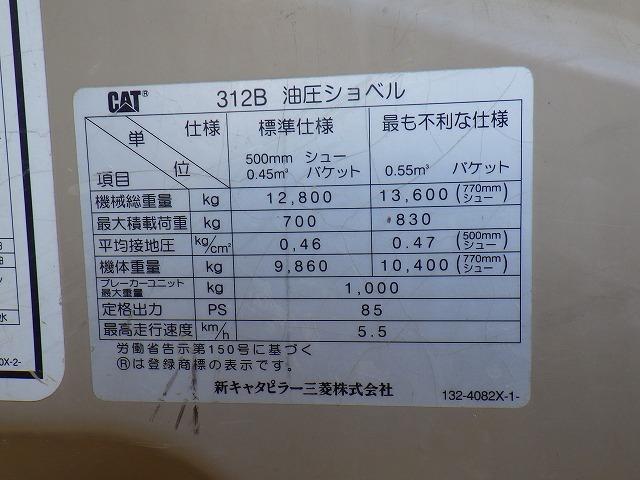 CAT® 312B 油圧ショベル
仕様 標準仕様 最も不利な仕様
単位 500mm シュー 0.45m³ バケット 0.55m³ バケット
項目
機械総重量 kg 12,800 13,600 (770mm シュー)
最大積載荷重 kg 700 830
平均接地圧 kg/cm² 0.46 0.47 (500mm シュー)
機体重量 kg 9,860 10,400 (770mm シュー)
ブレーカーユニット最大重量 kg 1,000
定格出力 PS 85
最高走行速度 km/h 5.5
労働省告示第150号に基づく
Ⓡは登録商標の表示です。
新キャタピラー三菱株式会社 132-4082X-1-
0X-2-